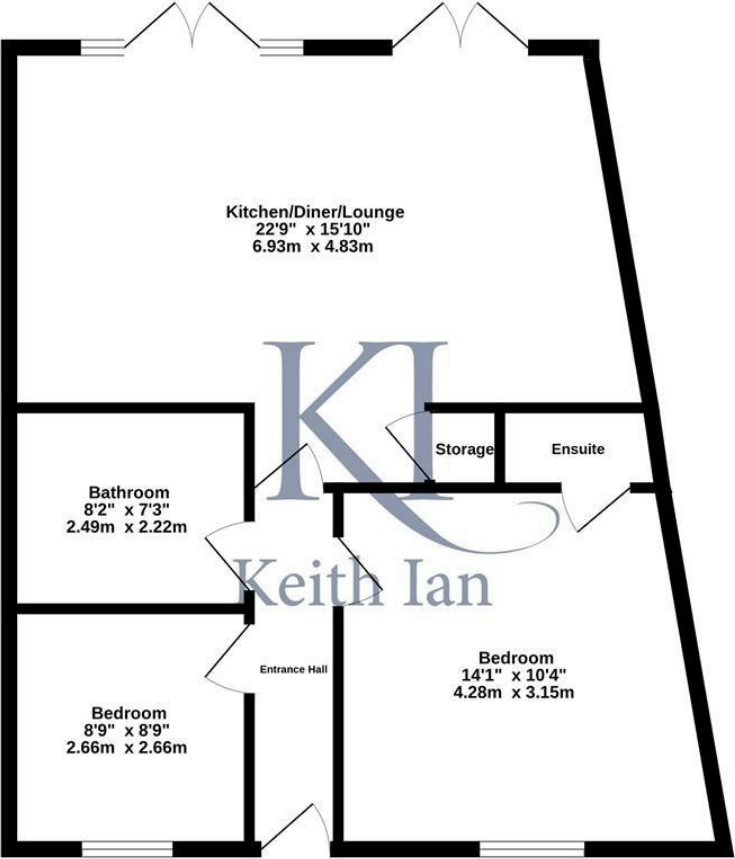 Kitchen/Diner/Lounge
22'9" x 15'10"
6.93m x 4.83m
KI
Storage
Ensuite
Bathroom
8'2" x 7'3"
2.49m x 2.22m
Keith Ian
Entrance Hall
Bedroom
14'1" x 10'4"
4.28m x 3.15m
Bedroom
8'9" x 8'9"
2.66m x 2.66m